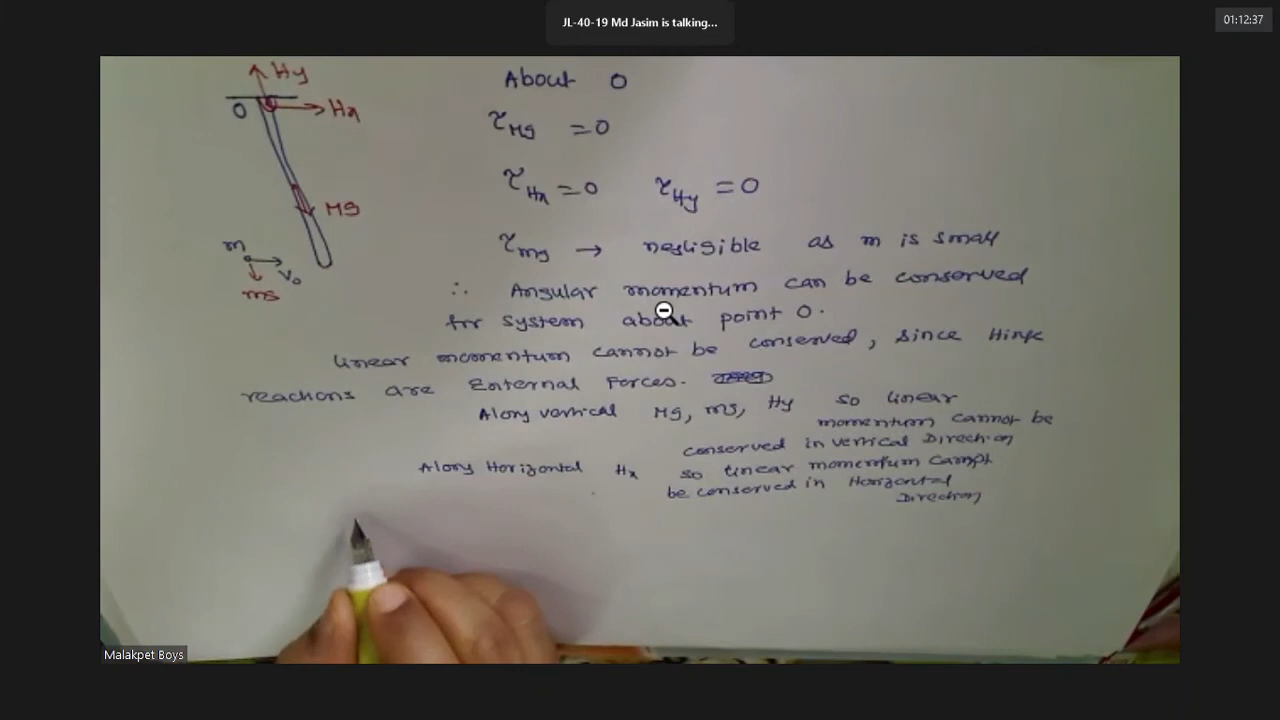 JL-40-19 Md Jasim is talking...
01:12:37
Hy
O
Hx
Mg
m
v₀
mg
About O
τMg = 0
τHx = 0 τHy = 0
τmg → negligible as m is small
∴ Angular momentum can be conserved
for system about point O.
linear momentum cannot be conserved, since Hinge
reactions are External Forces.
Along vertical Mg, mg, Hy so linear
momentum cannot be
conserved in vertical Direction
Along Horizontal Hx so linear momentum cannot
be conserved in Horizontal
Direction
Malakpet Boys